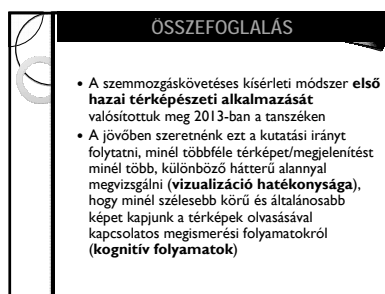 ÖSSZEFOGLALÁS
• A szemmozgáskövetéses kísérleti módszer első
hazai térképészeti alkalmazását
valósítottuk meg 2013-ban a tanszéken
• A jövőben szeretnénk ezt a kutatási irányt
folytatni, minél többféle térképet/megjelenítést
minél több, különböző hátterű alannyal
megvizsgálni (vizualizáció hatékonysága),
hogy minél szélesebb körű és általánosabb
képet kapjunk a térképek olvasásával
kapcsolatos megismerési folyamatokról
(kognitív folyamatok)